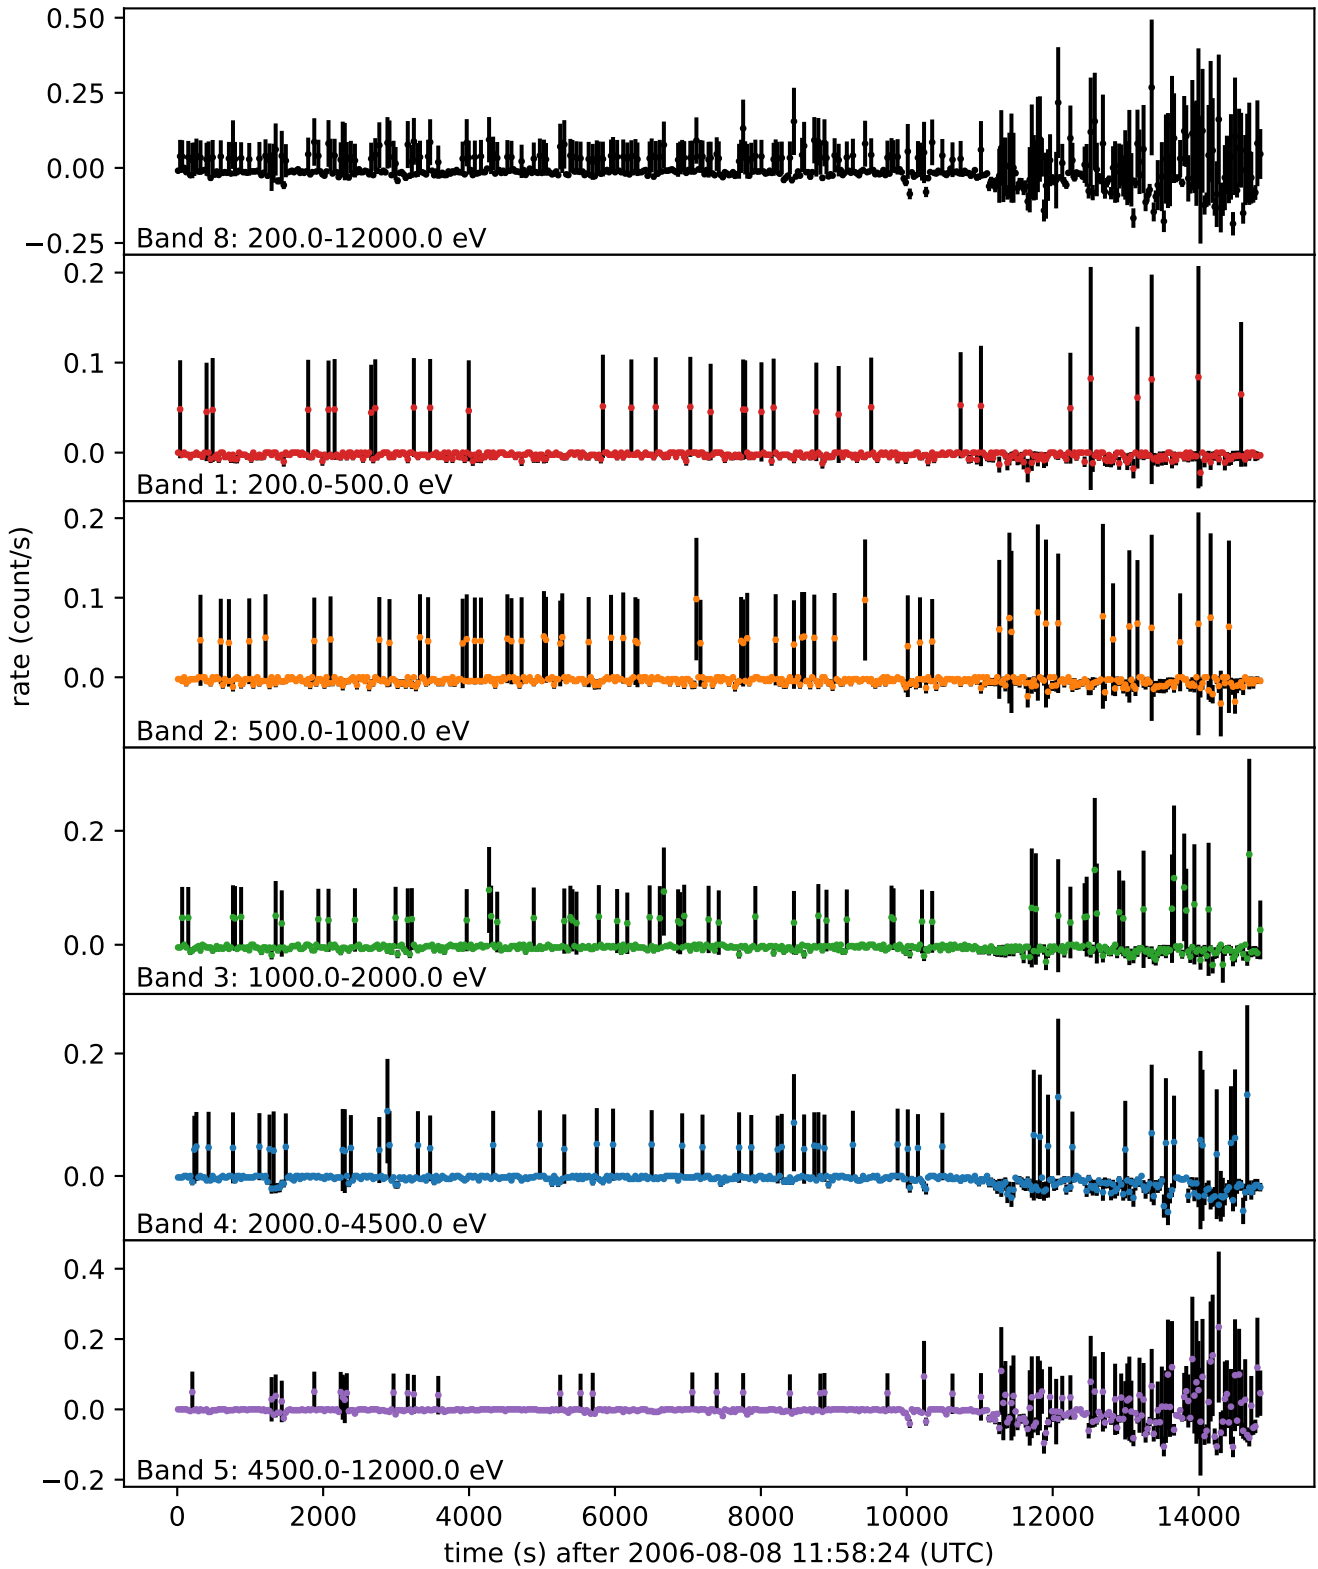 0.50
0.25
0.00
−0.25
Band 8: 200.0-12000.0 eV
0.2
0.1
0.0
Band 1: 200.0-500.0 eV
0.2
0.1
0.0
Band 2: 500.0-1000.0 eV
rate (count/s)
0.2
0.0
Band 3: 1000.0-2000.0 eV
0.2
0.0
Band 4: 2000.0-4500.0 eV
0.4
0.2
0.0
−0.2
Band 5: 4500.0-12000.0 eV
0 2000 4000 6000 8000 10000 12000 14000
time (s) after 2006-08-08 11:58:24 (UTC)